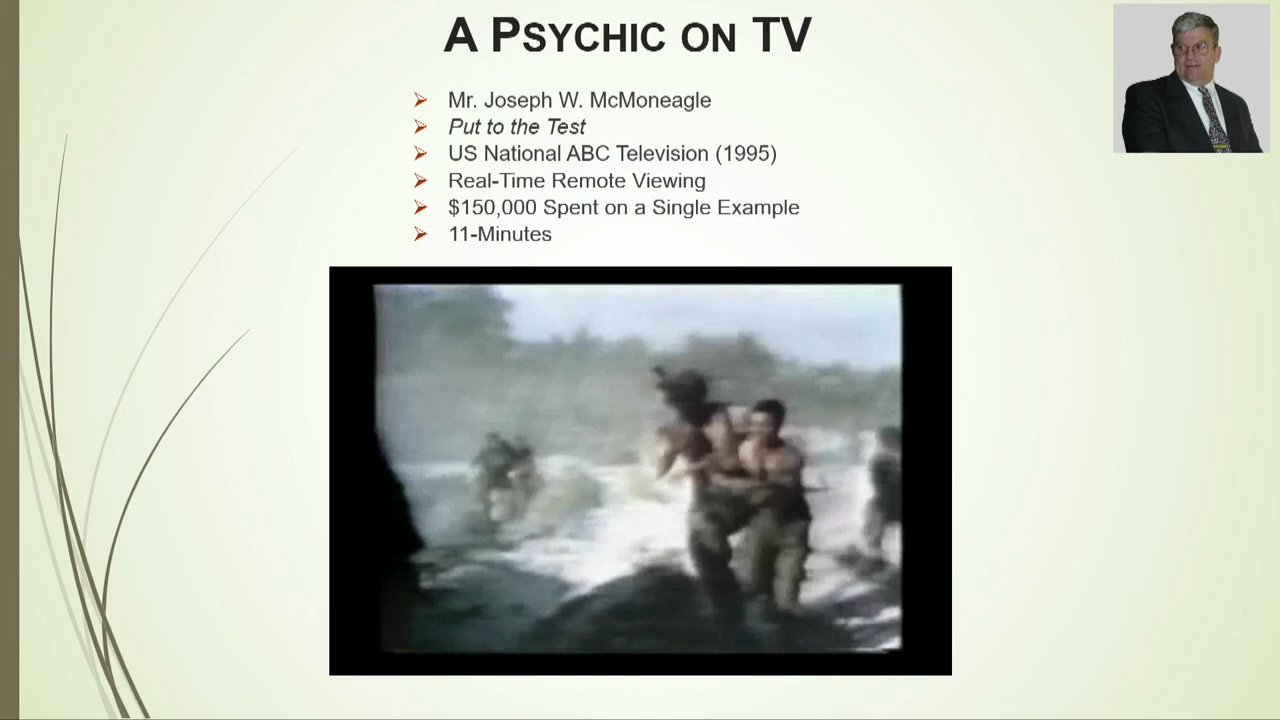 A PSYCHIC ON TV
Mr. Joseph W. McMoneagle
Put to the Test
US National ABC Television (1995)
Real-Time Remote Viewing
$150,000 Spent on a Single Example
11-Minutes